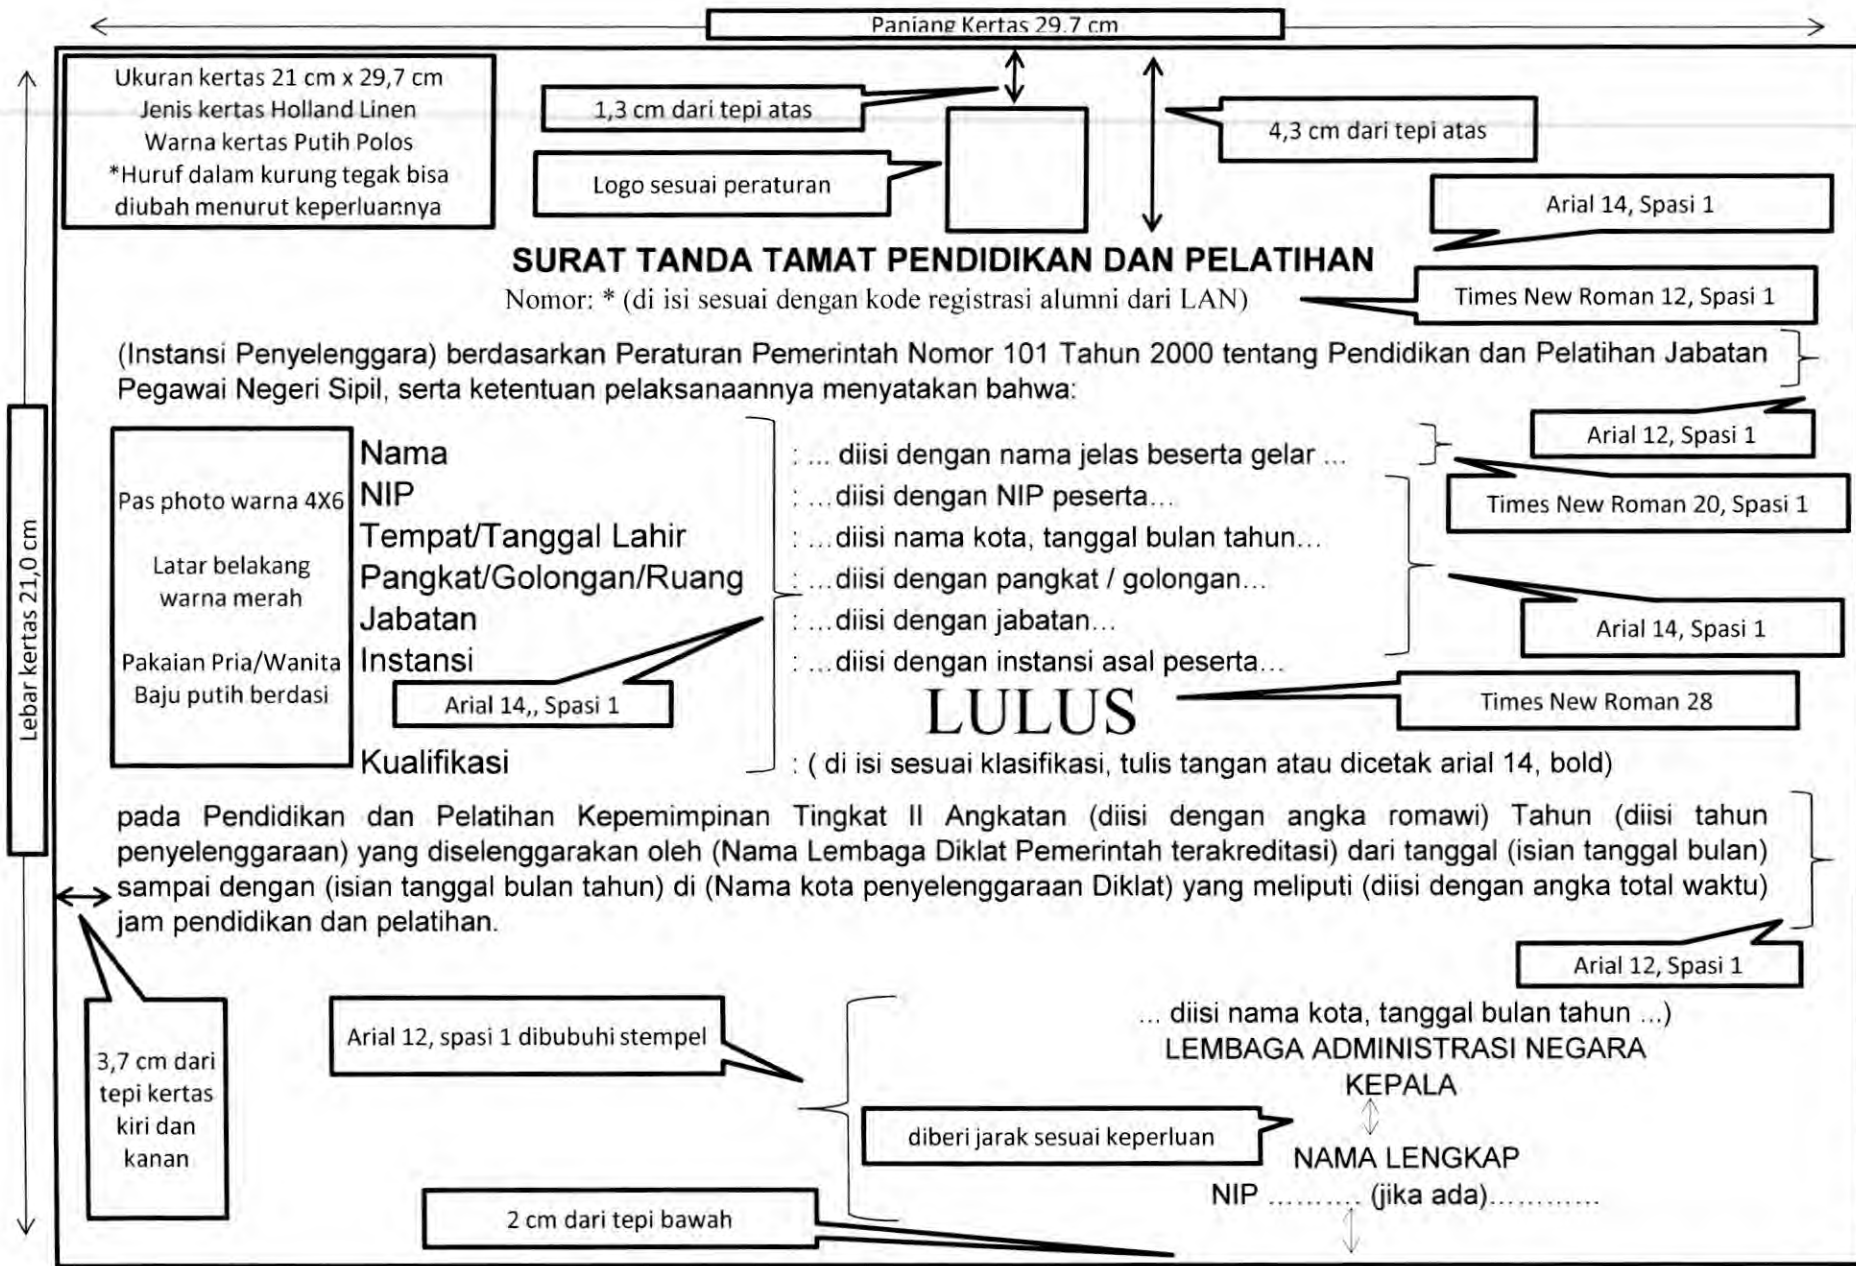 Panjang Kertas 29.7 cm
Ukuran kertas 21 cm x 29,7 cm
Jenis kertas Holland Linen
Warna kertas Putih Polos
*Huruf dalam kurung tegak bisa
diubah menurut keperluannya
1,3 cm dari tepi atas
4,3 cm dari tepi atas
Logo sesuai peraturan
Arial 14, Spasi 1
SURAT TANDA TAMAT PENDIDIKAN DAN PELATIHAN
Nomor: * (di isi sesuai dengan kode registrasi alumni dari LAN)
Times New Roman 12, Spasi 1
(Instansi Penyelenggara) berdasarkan Peraturan Pemerintah Nomor 101 Tahun 2000 tentang Pendidikan dan Pelatihan Jabatan
Pegawai Negeri Sipil, serta ketentuan pelaksanaannya menyatakan bahwa:
Arial 12, Spasi 1
Lebar kertas 21,0 cm
Pas photo warna 4X6
Latar belakang
warna merah
Pakaian Pria/Wanita
Baju putih berdasi
Nama : ... diisi dengan nama jelas beserta gelar ...
NIP : ...diisi dengan NIP peserta...
Tempat/Tanggal Lahir : ...diisi nama kota, tanggal bulan tahun...
Pangkat/Golongan/Ruang : ...diisi dengan pangkat / golongan...
Jabatan : ...diisi dengan jabatan...
Instansi : ...diisi dengan instansi asal peserta...
Times New Roman 20, Spasi 1
Arial 14, Spasi 1
Arial 14,, Spasi 1
LULUS
Times New Roman 28
Kualifikasi : ( di isi sesuai klasifikasi, tulis tangan atau dicetak arial 14, bold)
pada Pendidikan dan Pelatihan Kepemimpinan Tingkat II Angkatan (diisi dengan angka romawi) Tahun (diisi tahun
penyelenggaraan) yang diselenggarakan oleh (Nama Lembaga Diklat Pemerintah terakreditasi) dari tanggal (isian tanggal bulan)
sampai dengan (isian tanggal bulan tahun) di (Nama kota penyelenggaraan Diklat) yang meliputi (diisi dengan angka total waktu)
jam pendidikan dan pelatihan.
Arial 12, Spasi 1
3,7 cm dari
tepi kertas
kiri dan
kanan
Arial 12, spasi 1 dibubuhi stempel
... diisi nama kota, tanggal bulan tahun ...)
LEMBAGA ADMINISTRASI NEGARA
KEPALA
diberi jarak sesuai keperluan
NAMA LENGKAP
NIP .......... (jika ada)............
2 cm dari tepi bawah